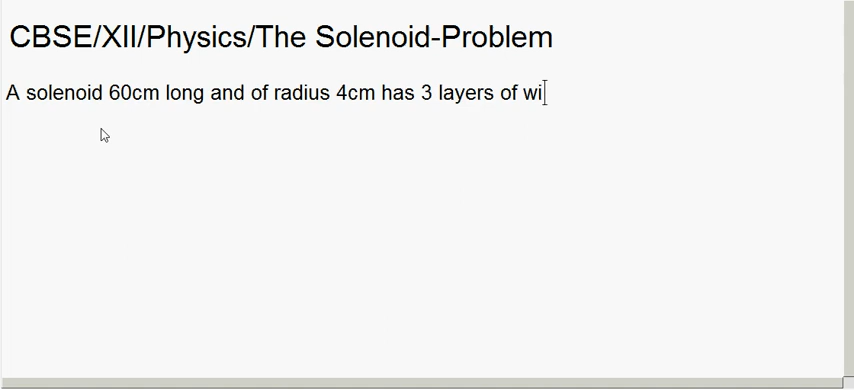 CBSE/XII/Physics/The Solenoid-Problem
A solenoid 60cm long and of radius 4cm has 3 layers of wi